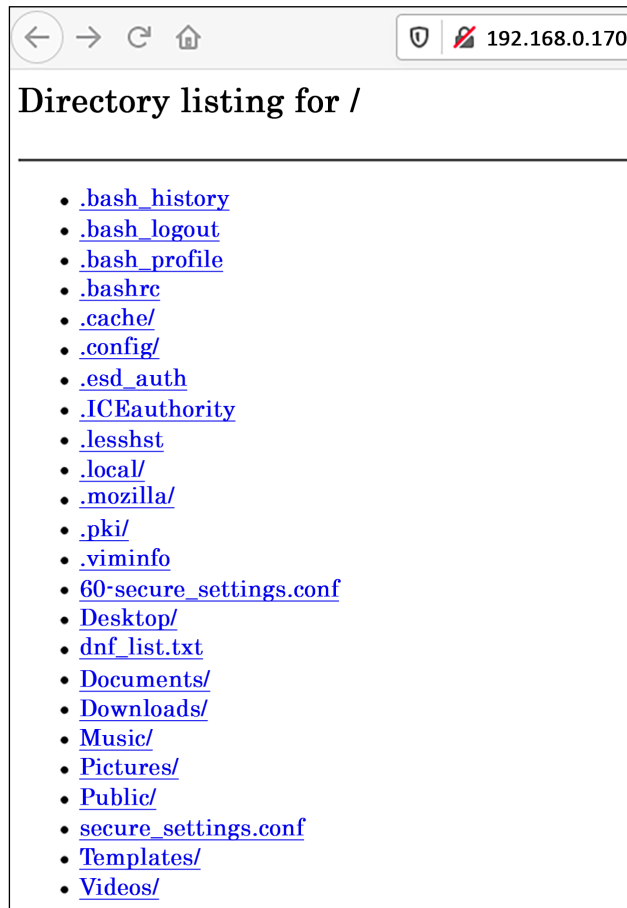 192.168.0.170
Directory listing for /
.bash_history
.bash_logout
.bash_profile
.bashrc
.cache/
.config/
.esd_auth
.ICEauthority
.lesshst
.local/
.mozilla/
.pki/
.viminfo
60-secure_settings.conf
Desktop/
dnf_list.txt
Documents/
Downloads/
Music/
Pictures/
Public/
secure_settings.conf
Templates/
Videos/